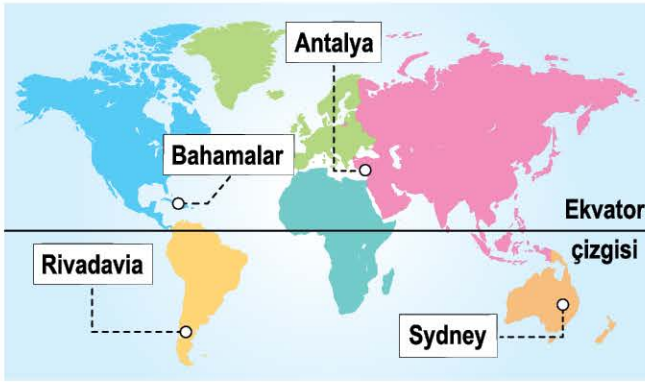 Antalya
Bahamalar
Ekvator
çizgisi
Rivadavia
Sydney